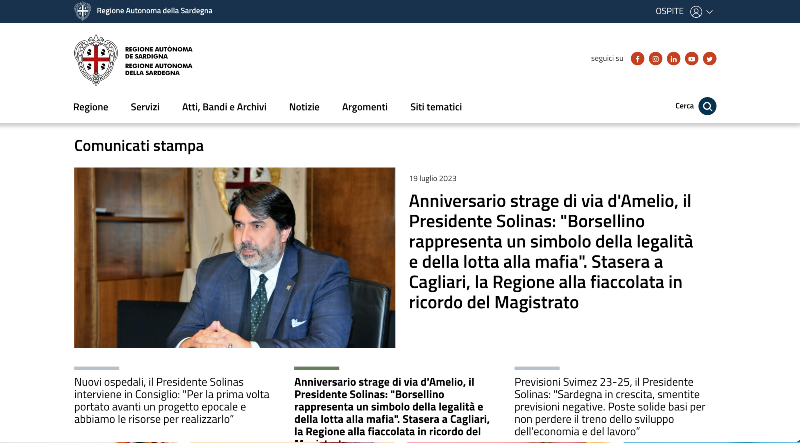 Regione Autonoma della Sardegna
OSPITE
REGIONE AUTÒNOMA
DE SARDIGNA
REGIONE AUTONOMA
DELLA SARDEGNA
seguici su
Regione
Servizi
Atti, Bandi e Archivi
Notizie
Argomenti
Siti tematici
Cerca
Comunicati stampa
19 luglio 2023
Anniversario strage di via d'Amelio, il
Presidente Solinas: "Borsellino
rappresenta un simbolo della legalità
e della lotta alla mafia". Stasera a
Cagliari, la Regione alla fiaccolata in
ricordo del Magistrato
Nuovi ospedali, il Presidente Solinas
interviene in Consiglio: "Per la prima volta
portato avanti un progetto epocale e
abbiamo le risorse per realizzarlo”
Anniversario strage di via d'Amelio, il
Presidente Solinas: "Borsellino
rappresenta un simbolo della legalità e
della lotta alla mafia". Stasera a Cagliari,
la Regione alla fiaccolata in ricordo del
Previsioni Svimez 23-25, il Presidente
Solinas: "Sardegna in crescita, smentite
previsioni negative. Poste solide basi per
non perdere il treno dello sviluppo
dell'economia e del lavoro”